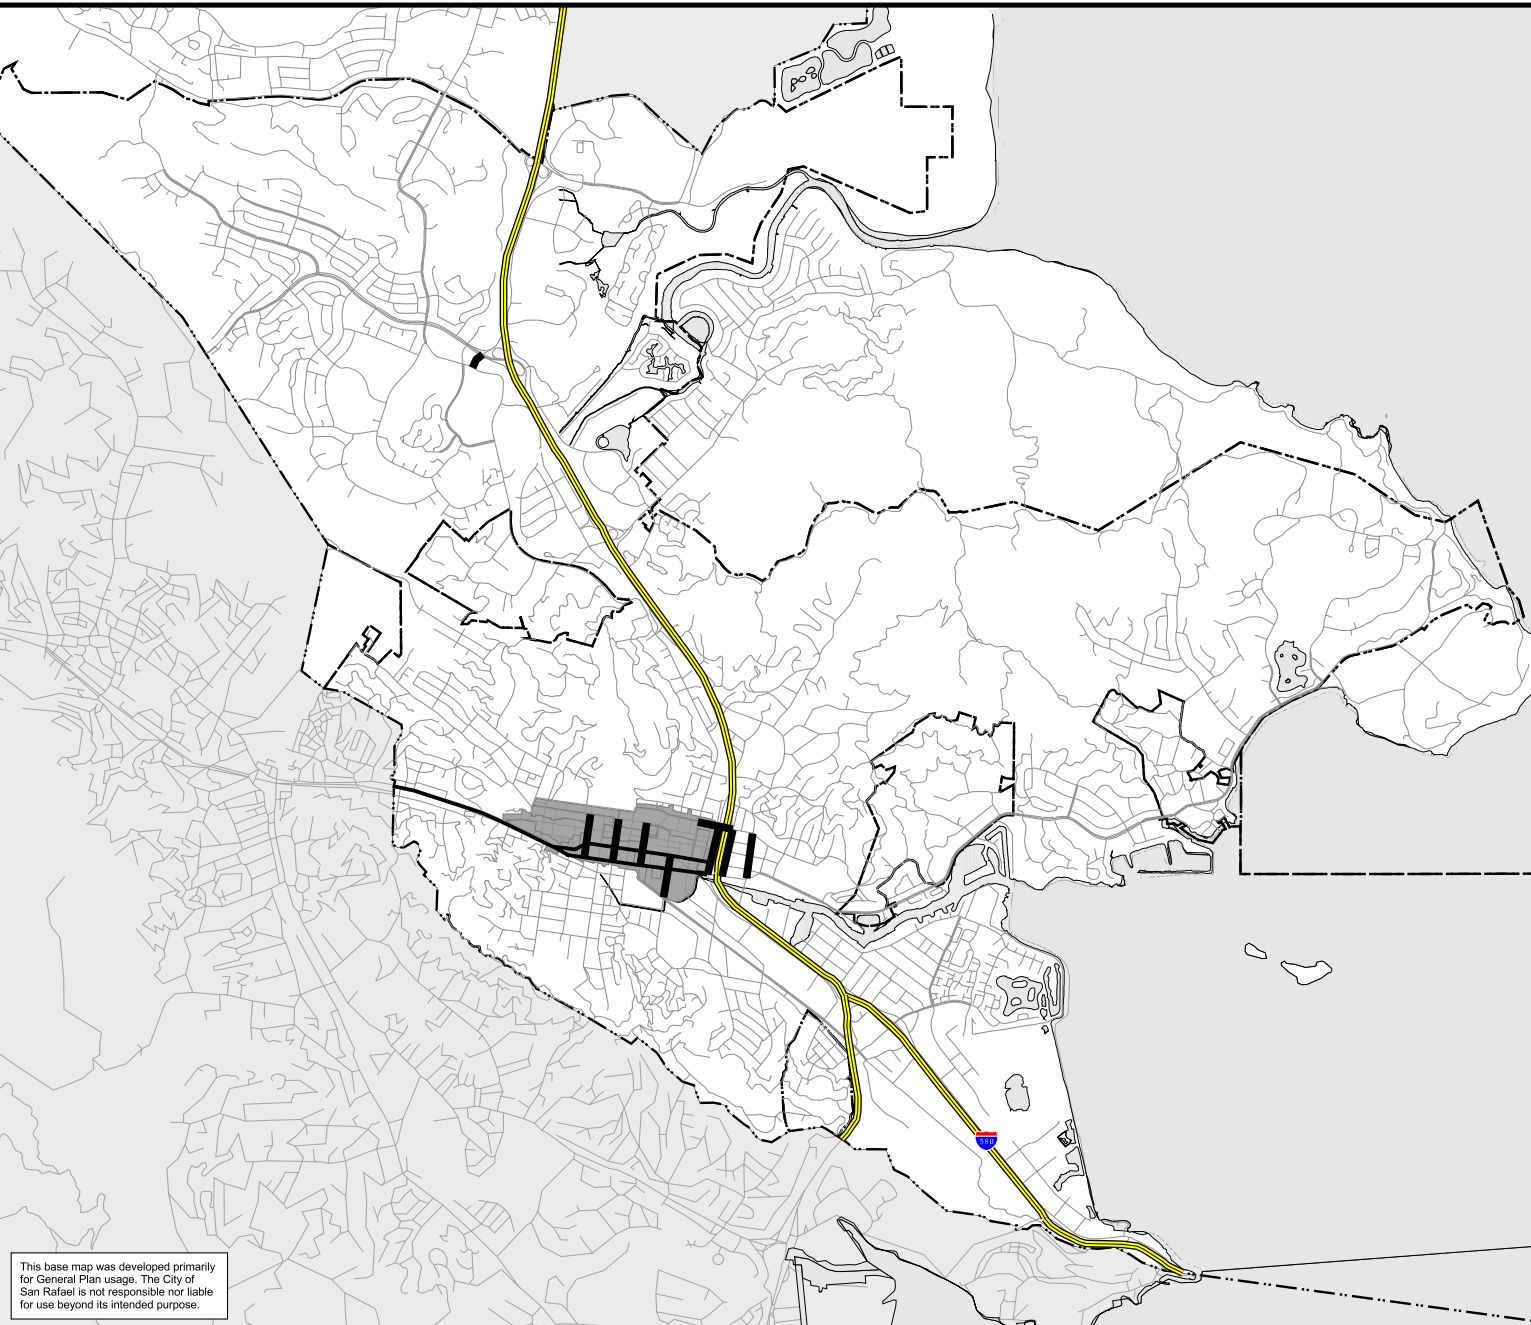 580
This base map was developed primarily
for General Plan usage. The City of
San Rafael is not responsible nor liable
for use beyond its intended purpose.